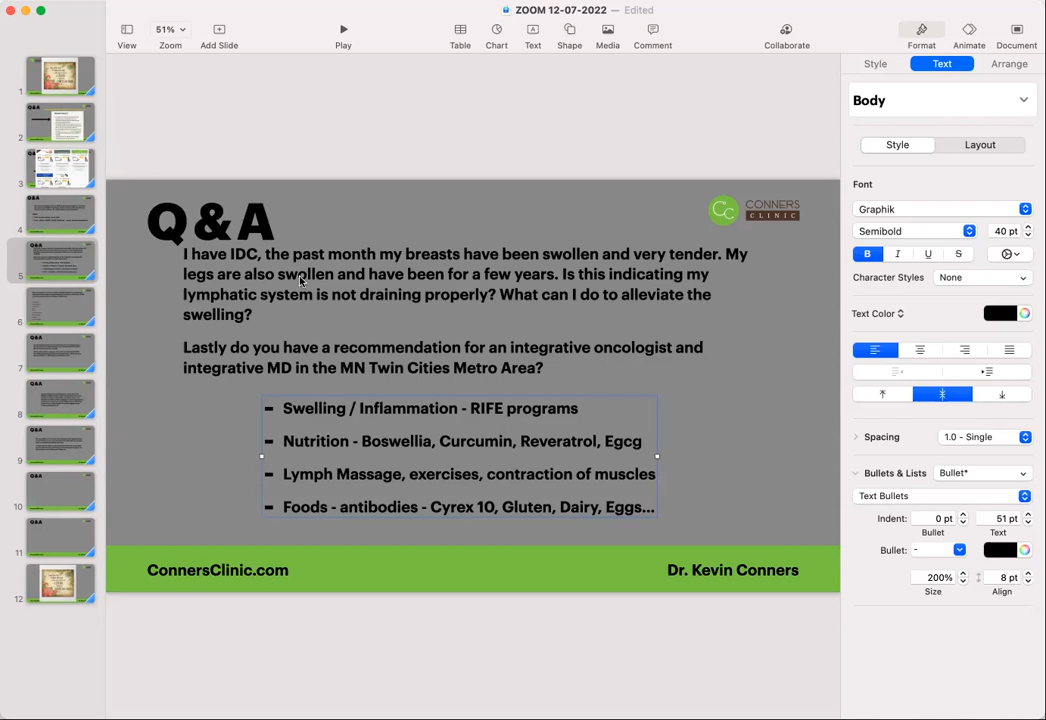 ZOOM 12-07-2022 — Edited
51%
View Zoom Add Slide Play Table Chart Text Shape Media Comment Collaborate Format Animate Document
Style Text Arrange
Body
Style Layout
Font
Graphik
Semibold 40 pt
B I U S
Character Styles None
Text Color
Spacing 1.0 - Single
Bullets & Lists Bullet*
Text Bullets
Indent: 0 pt 51 pt
Bullet Text
Bullet: -
200% 8 pt
Size Align
1
2
3
4
5
6
7
8
9
10
11
12
Q&A
CC CONNERS
CLINIC
I have IDC, the past month my breasts have been swollen and very tender. My
legs are also swollen and have been for a few years. Is this indicating my
lymphatic system is not draining properly? What can I do to alleviate the
swelling?
Lastly do you have a recommendation for an integrative oncologist and
integrative MD in the MN Twin Cities Metro Area?
- Swelling / Inflammation - RIFE programs
- Nutrition - Boswellia, Curcumin, Reveratrol, Egcg
- Lymph Massage, exercises, contraction of muscles
- Foods - antibodies - Cyrex 10, Gluten, Dairy, Eggs...
ConnersClinic.com Dr. Kevin Conners